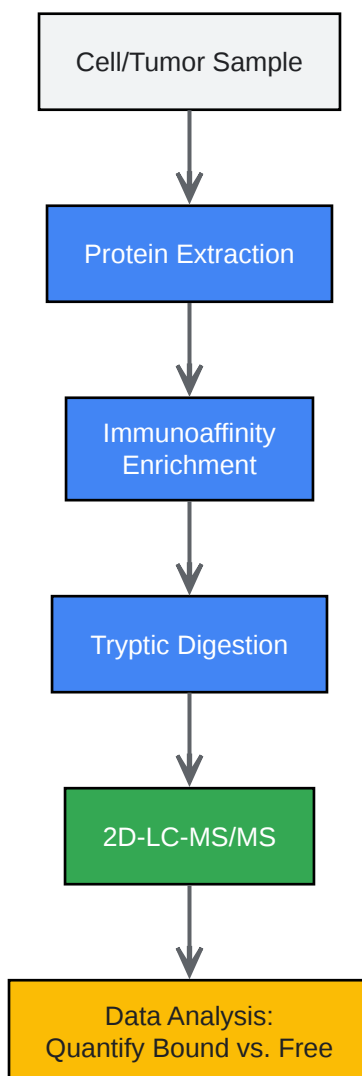 Cell/Tumor Sample
Protein Extraction
Immunoaffinity
Enrichment
Tryptic Digestion
2D-LC-MS/MS
Data Analysis:
Quantify Bound vs. Free